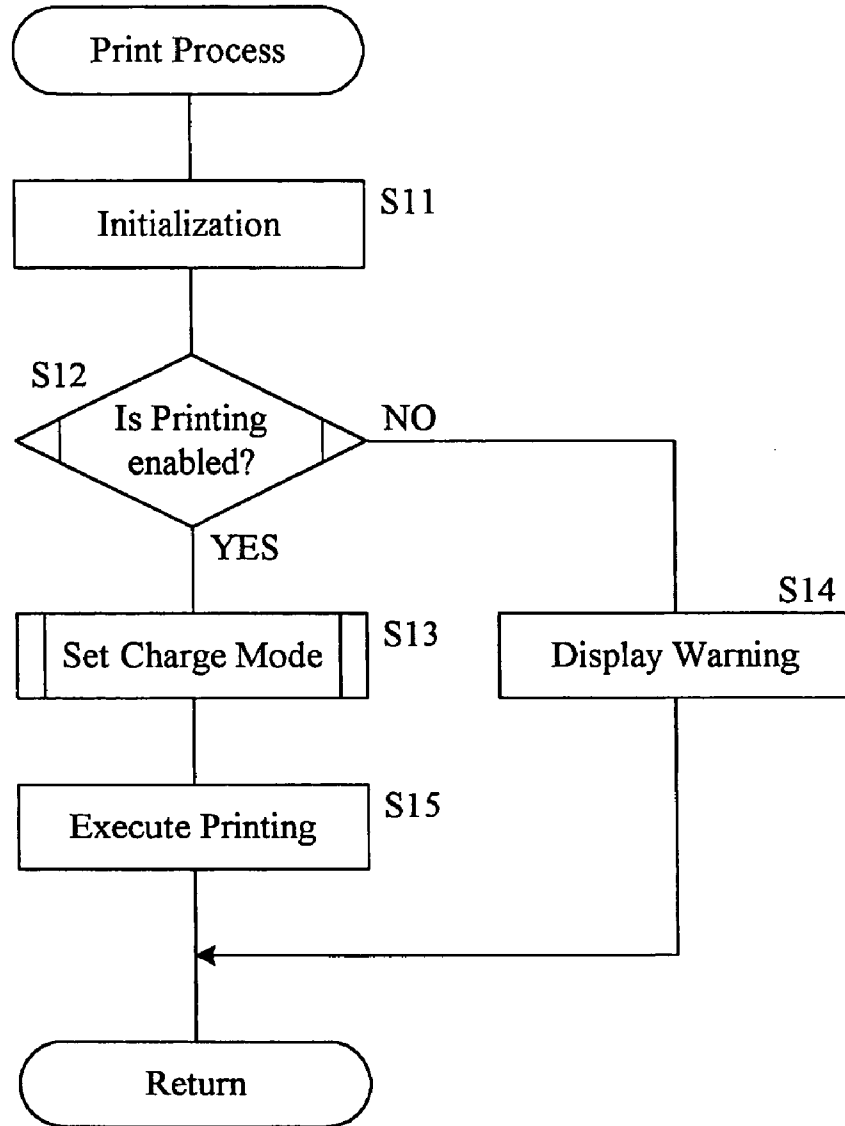 Print Process
Initialization
S11
S12
Is Printing
enabled?
NO
YES
Set Charge Mode
S13
S14
Display Warning
Execute Printing
S15
Return